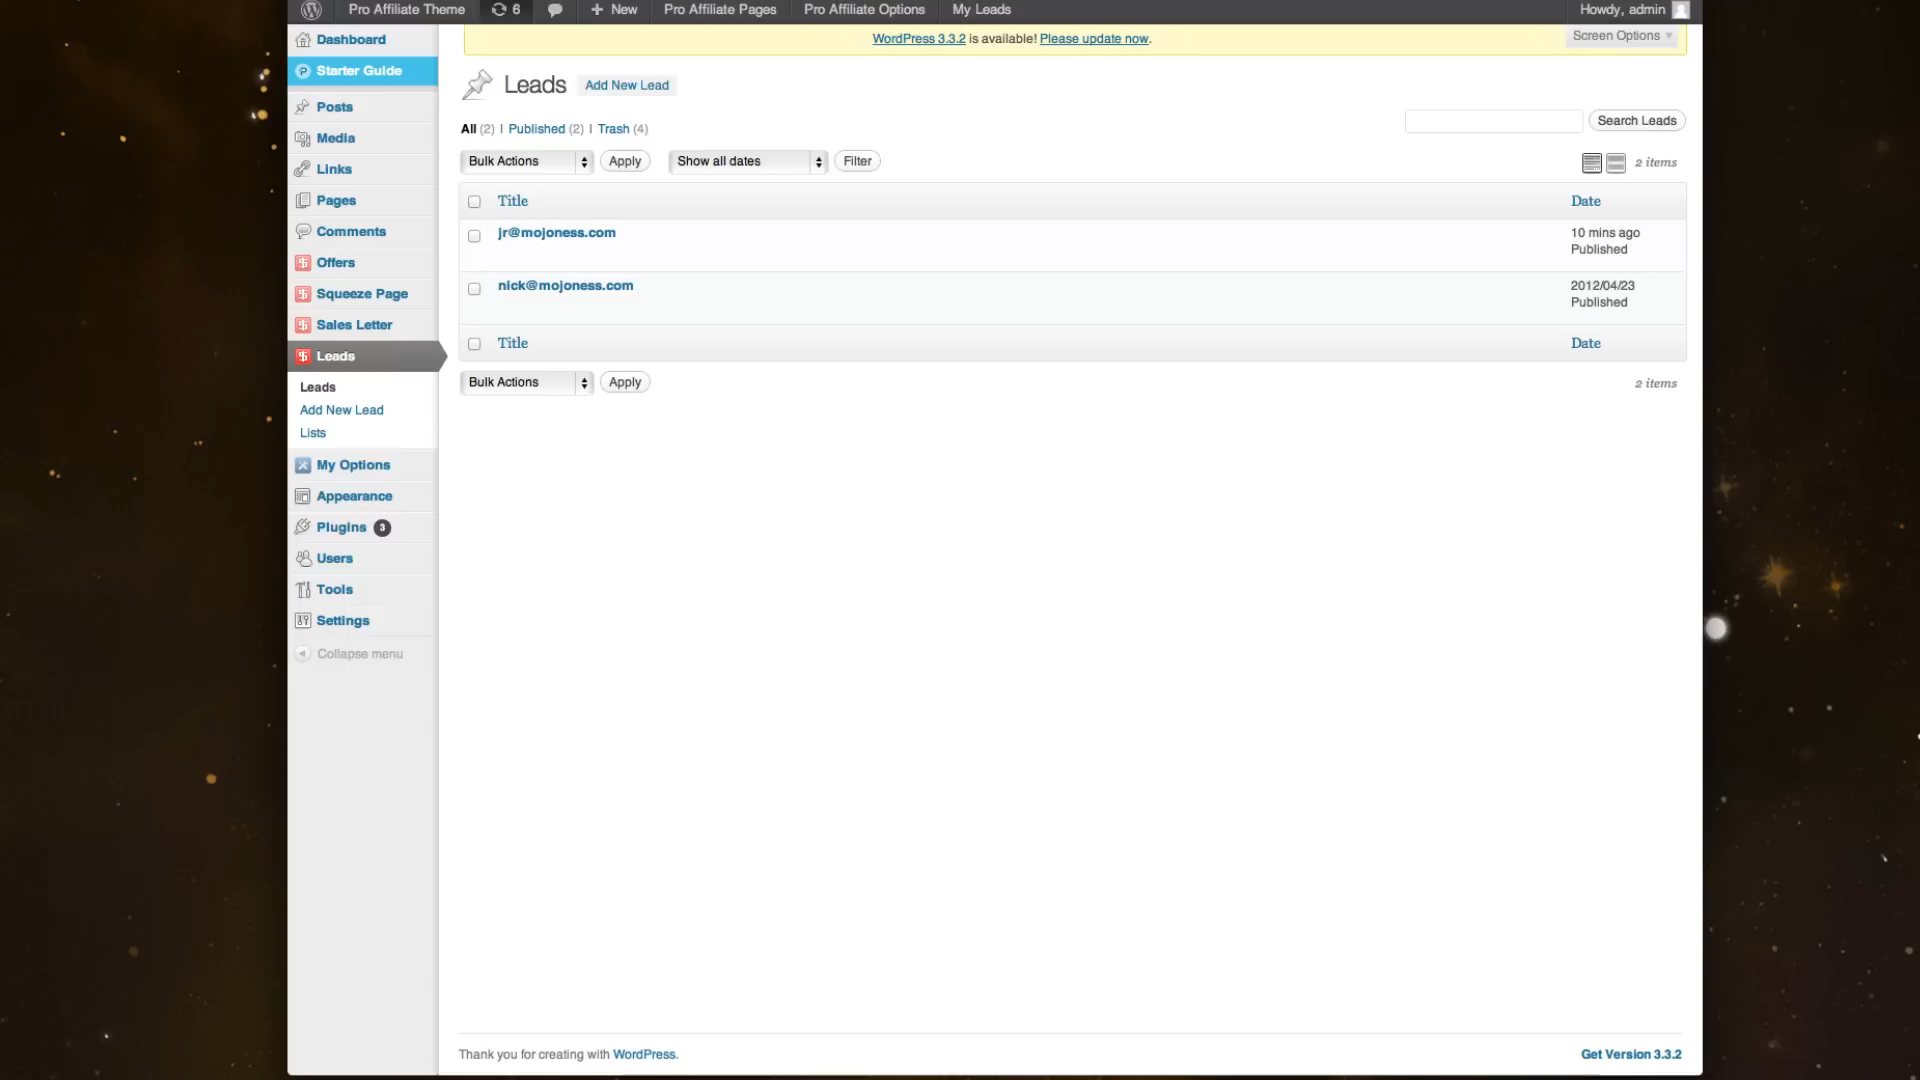 Pro Affiliate Theme 6 New Pro Affiliate Pages Pro Affiliate Options My Leads Howdy, admin
Dashboard
Starter Guide
Posts
Media
Links
Pages
Comments
Offers
Squeeze Page
Sales Letter
Leads
Leads
Add New Lead
Lists
My Options
Appearance
Plugins 3
Users
Tools
Settings
Collapse menu
WordPress 3.3.2 is available! Please update now.
Screen Options
Leads Add New Lead
All (2) | Published (2) | Trash (4)
Search Leads
Bulk Actions Apply Show all dates Filter 2 items
Title Date
jr@mojoness.com 10 mins ago
Published
nick@mojoness.com 2012/04/23
Published
Title Date
Bulk Actions Apply 2 items
Thank you for creating with WordPress. Get Version 3.3.2